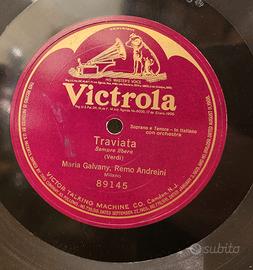 "HIS MASTER'S VOICE"
Victrola
Soprano e Tenore - In Italiano
con orchestra
Traviata
Sempre libera
(Verdi)
Maria Galvany, Remo Andreini
Milano
89145
VICTOR TALKING MACHINE CO. Camden, N.J.
subito